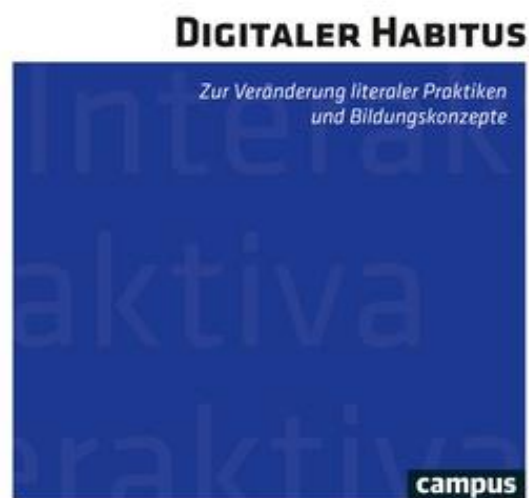 DIGITALER HABITUS
Zur Veränderung literaler Praktiken
und Bildungskonzepte
Interak
aktiva
eraktiva
campus